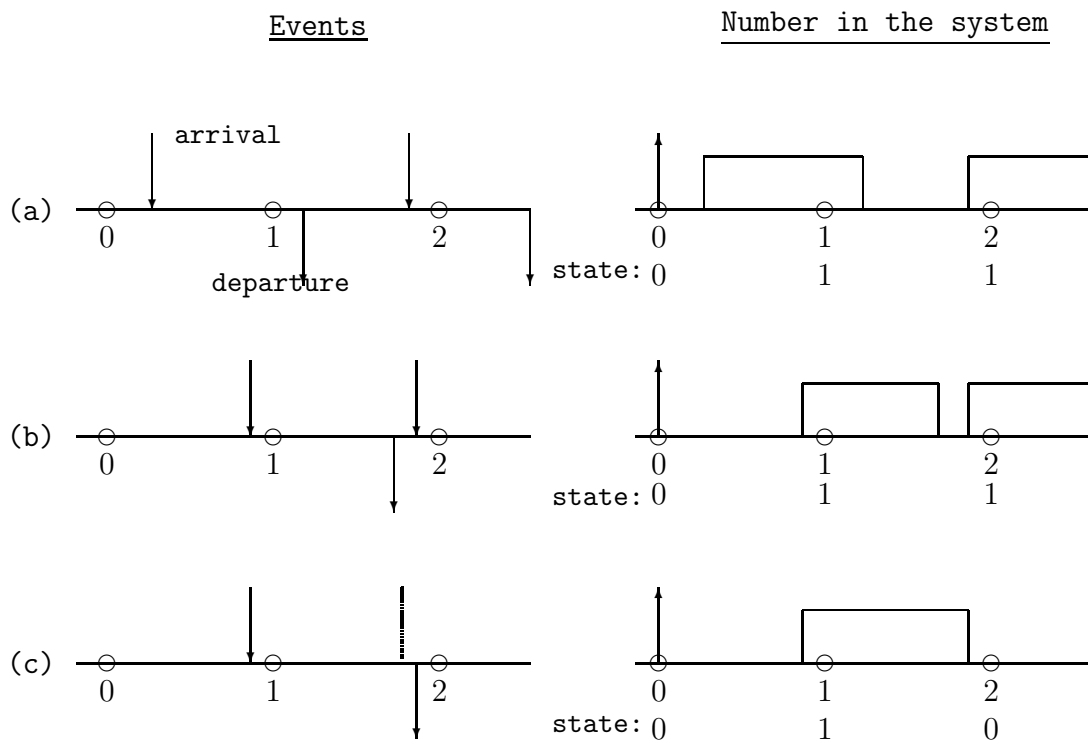 Events
Number in the system
arrival
(a)
0 1 2
departure
0 1 2
state: 0 1 1
(b)
0 1 2
0 1 2
state: 0 1 1
(c)
0 1 2
0 1 2
state: 0 1 0